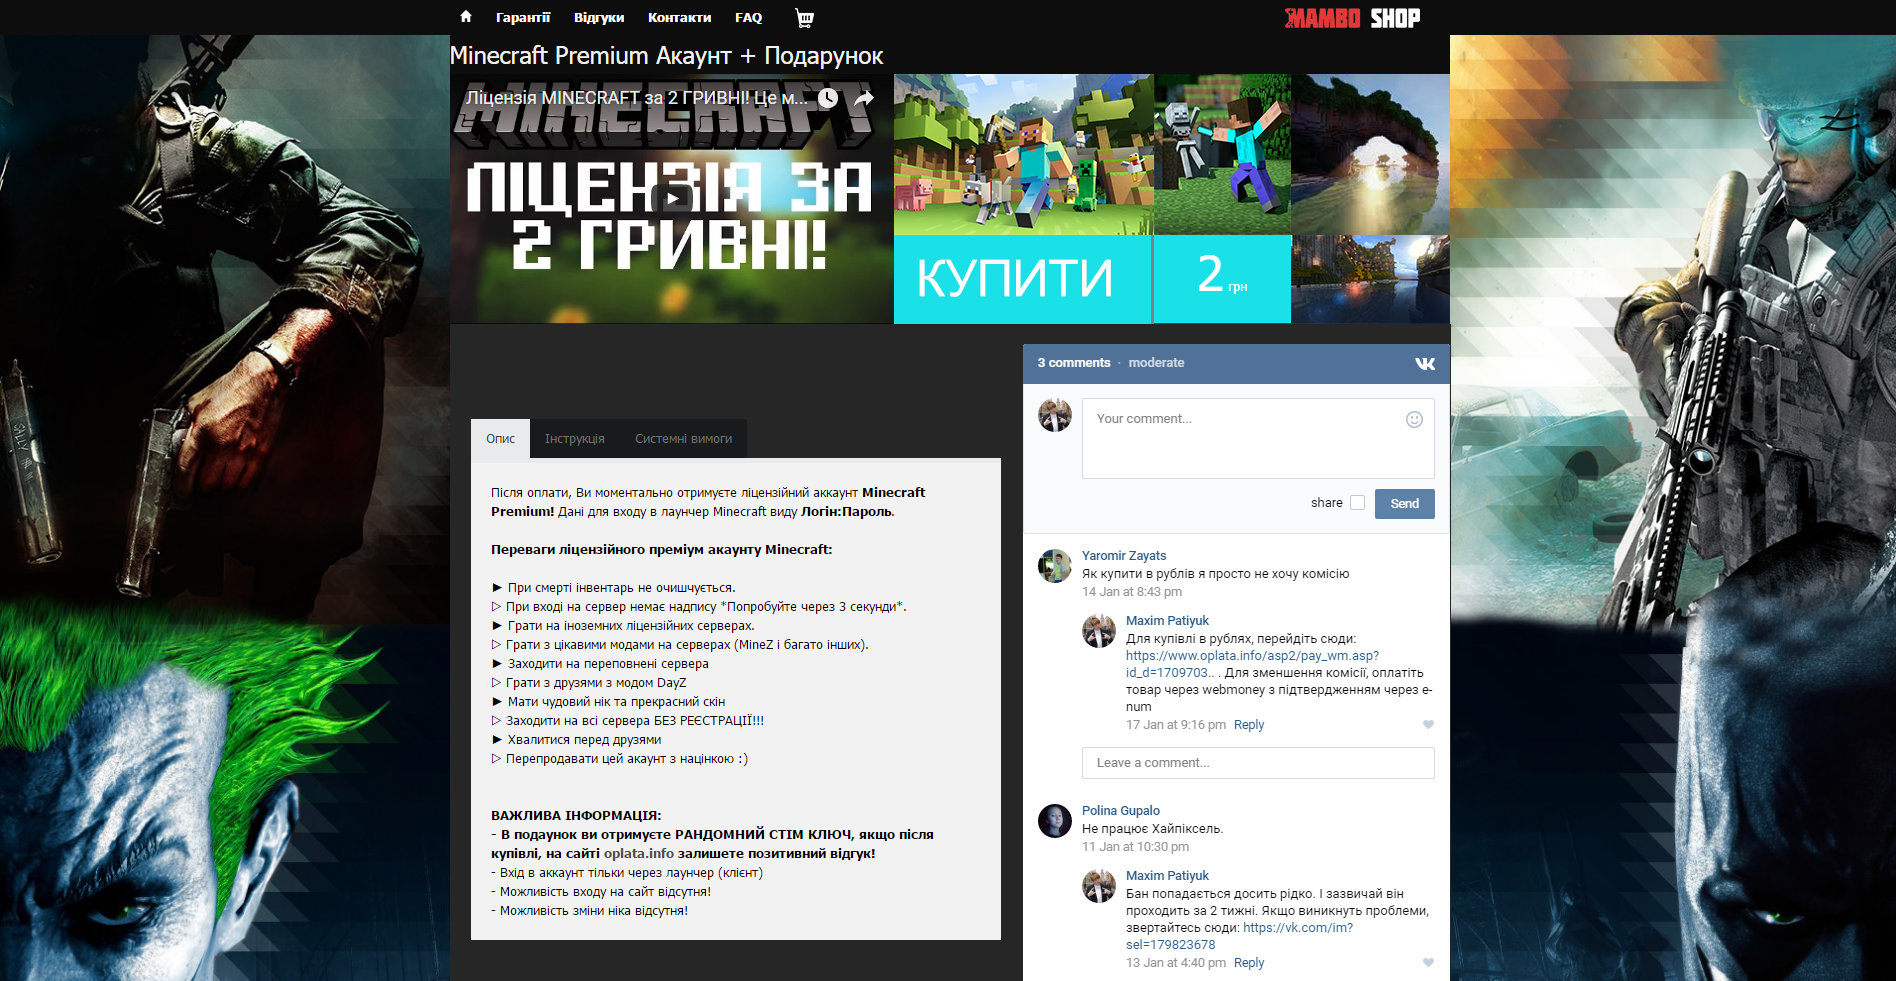 Гарантії Відгуки Контакти FAQ
MAMBO SHOP
Minecraft Premium Акаунт + Подарунок
Ліцензія MINECRAFT за 2 ГРИВНІ! Це м...
MINECRAFT
ЛІЦЕНЗІЯ ЗА
2 ГРИВНІ!
КУПИТИ
2 грн
Опис Інструкція Системні вимоги
Після оплати, Ви моментально отримуєте ліцензійний аккаунт Minecraft
Premium! Дані для входу в лаунчер Minecraft виду Логін:Пароль.
Переваги ліцензійного преміум акаунту Minecraft:
► При смерті інвентарь не очишчується.
▷ При вході на сервер немає надпису *Попробуйте через 3 секунди*.
► Грати на іноземних ліцензійних серверах.
▷ Грати з цікавими модами на серверах (MineZ і багато інших).
► Заходити на переповнені сервера
▷ Грати з друзями з модом DayZ
► Мати чудовий нік та прекрасний скін
▷ Заходити на всі сервера БЕЗ РЕЄСТРАЦІЇ!!!
► Хвалитися перед друзями
▷ Перепродавати цей акаунт з націнкою :)
ВАЖЛИВА ІНФОРМАЦІЯ:
- В подаунок ви отримуєте РАНДОМНИЙ СТІМ КЛЮЧ, якщо після
купівлі, на сайті oplata.info залишете позитивний відгук!
- Вхід в аккаунт тільки через лаунчер (клієнт)
- Можливість входу на сайт відсутня!
- Можливість зміни ніка відсутня!
3 comments · moderate
Your comment...
share Send
Yaromir Zayats
Як купити в рублів я просто не хочу комісію
14 Jan at 8:43 pm
Maxim Patiyuk
Для купівлі в рублях, перейдіть сюди:
https://www.oplata.info/asp2/pay_wm.asp?
id_d=1709703.. . Для зменшення комісії, оплатіть
товар через webmoney з підтвердженням через e-
num
17 Jan at 9:16 pm Reply
Leave a comment...
Polina Gupalo
Не працює Хайпіксель.
11 Jan at 10:30 pm
Maxim Patiyuk
Бан попадається досить рідко. І зазвичай він
проходить за 2 тижні. Якщо виникнуть проблеми,
звертайтесь сюди: https://vk.com/im?
sel=179823678
13 Jan at 4:40 pm Reply
SALLY